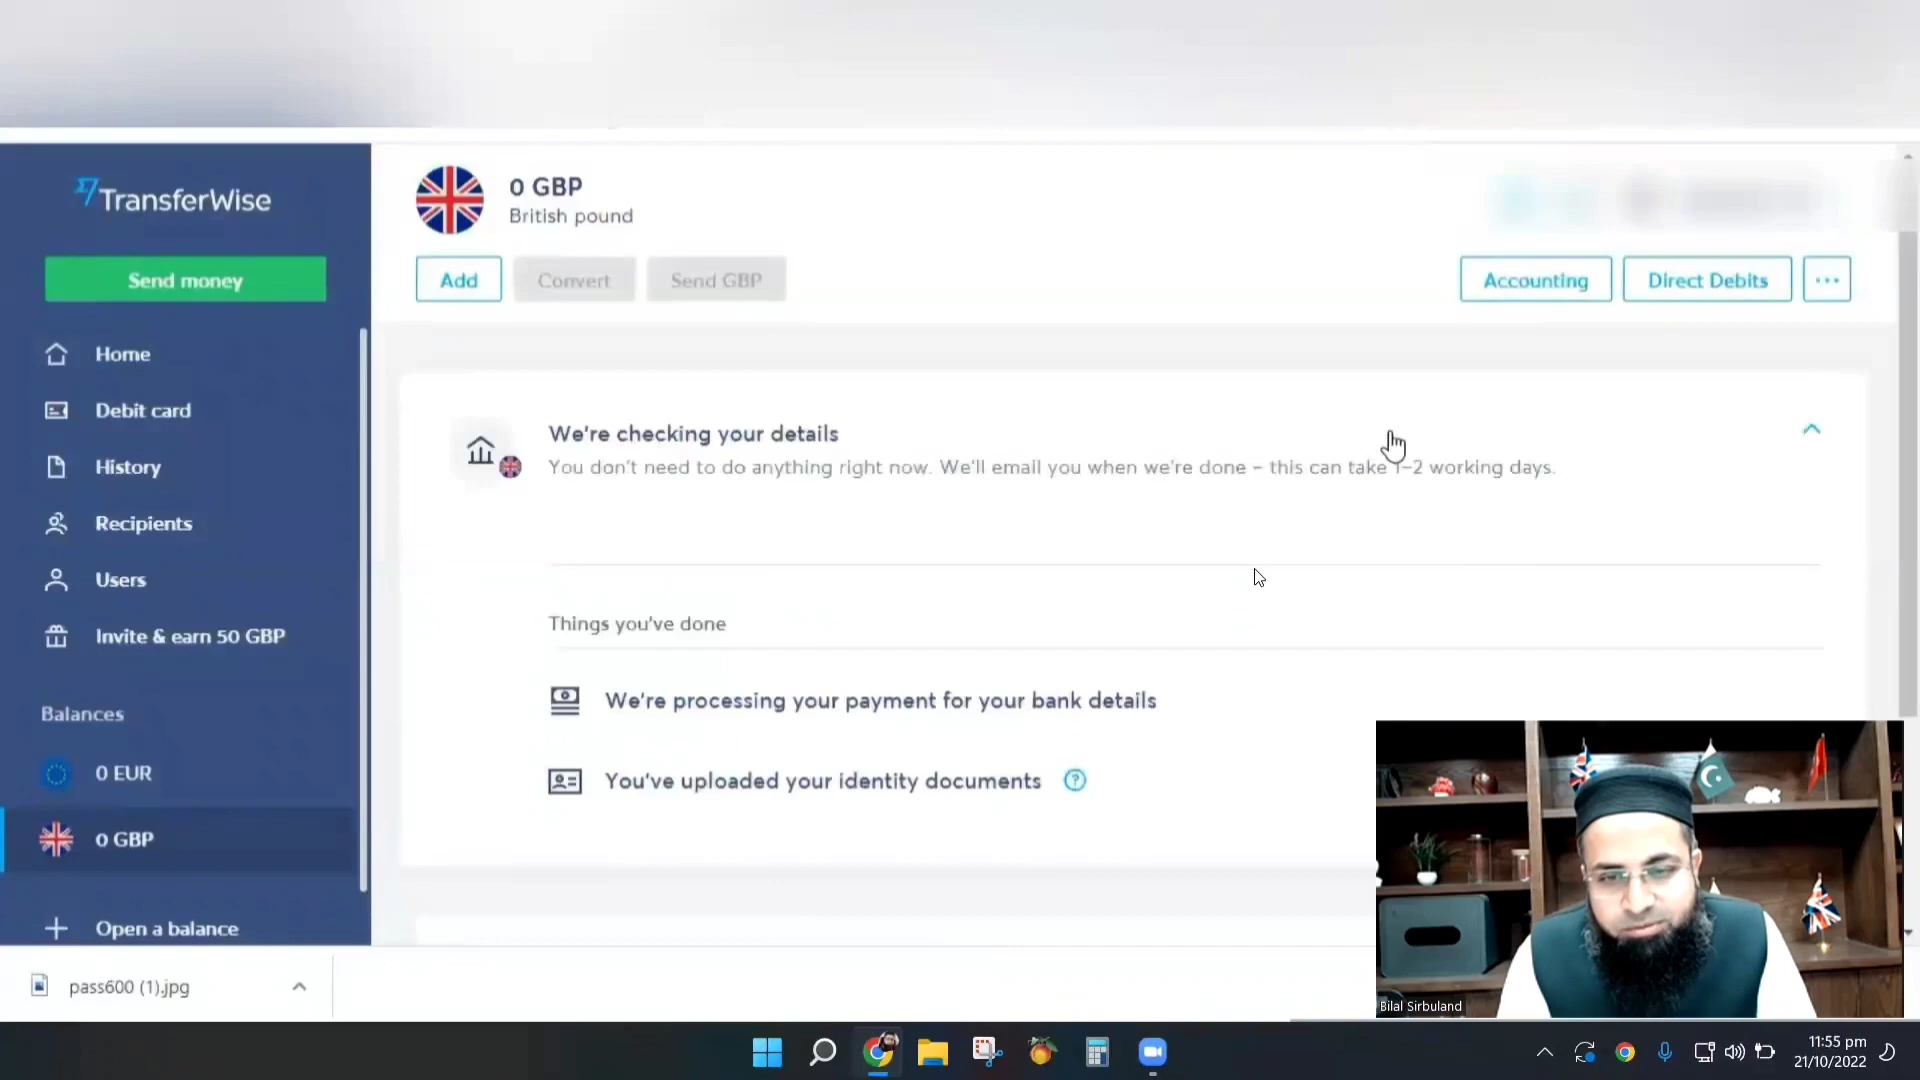 TransferWise
Send money
Home
Debit card
History
Recipients
Users
Invite & earn 50 GBP
Balances
0 EUR
0 GBP
Open a balance
0 GBP
British pound
Add
Convert
Send GBP
Accounting
Direct Debits
We're checking your details
You don't need to do anything right now. We'll email you when we're done – this can take 1–2 working days.
Things you've done
We're processing your payment for your bank details
You've uploaded your identity documents
pass600 (1).jpg
Bilal Sirbuland
11:55 pm
21/10/2022